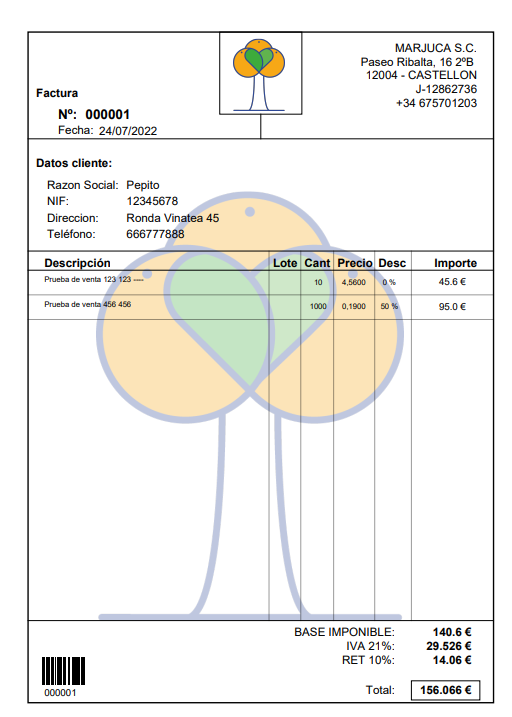 MARJUCA S.C.
Paseo Ribalta, 16 2ºB
12004 - CASTELLON
J-12862736
+34 675701203
Factura
Nº: 000001
Fecha: 24/07/2022
Datos cliente:
Razon Social: Pepito
NIF: 12345678
Direccion: Ronda Vinatea 45
Teléfono: 666777888
Descripción Lote Cant Precio Desc Importe
Prueba de venta 123 123 ---- 10 4,5600 0 % 45.6 €
Prueba de venta 456 456 1000 0,1900 50 % 95.0 €
BASE IMPONIBLE: 140.6 €
IVA 21%: 29.526 €
RET 10%: 14.06 €
000001
Total: 156.066 €